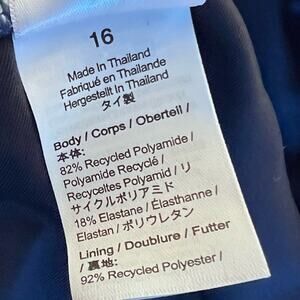 16
Made In Thailand
Fabriqué en Thailande
Hergestellt In Thailand
タイ製
Body / Corps / Oberteil /
本体:
82% Recycled Polyamide /
Polyamide Recyclé /
Recyceltes Polyamid / リ
サイクルポリアミド
18% Elastane / Élasthanne /
Elastan / ポリウレタン
Lining / Doublure / Futter
/ 裏地:
92% Recycled Polyester /